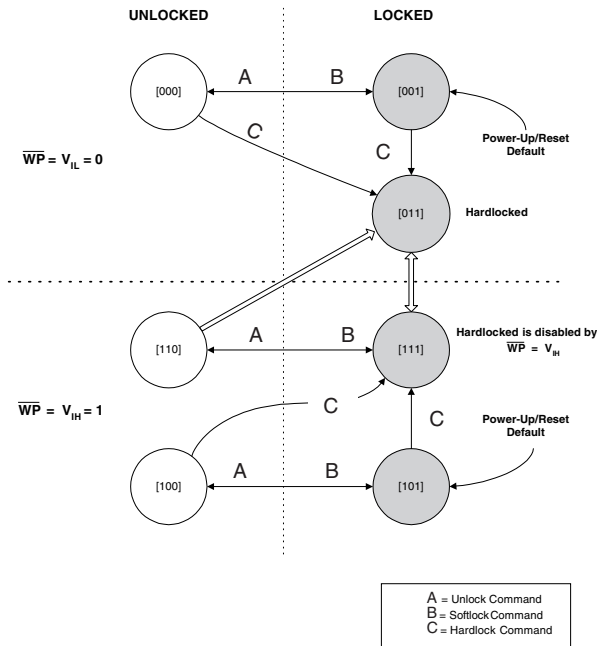 UNLOCKED LOCKED
[000] A B [001]
C
C
Power-Up/Reset
Default
WP = VIL = 0
[011] Hardlocked
[110] A B [111]
Hardlocked is disabled by
WP = VIH
WP = VIH = 1
C
C
Power-Up/Reset
Default
[100] A B [101]
A = Unlock Command
B = Softlock Command
C = Hardlock Command